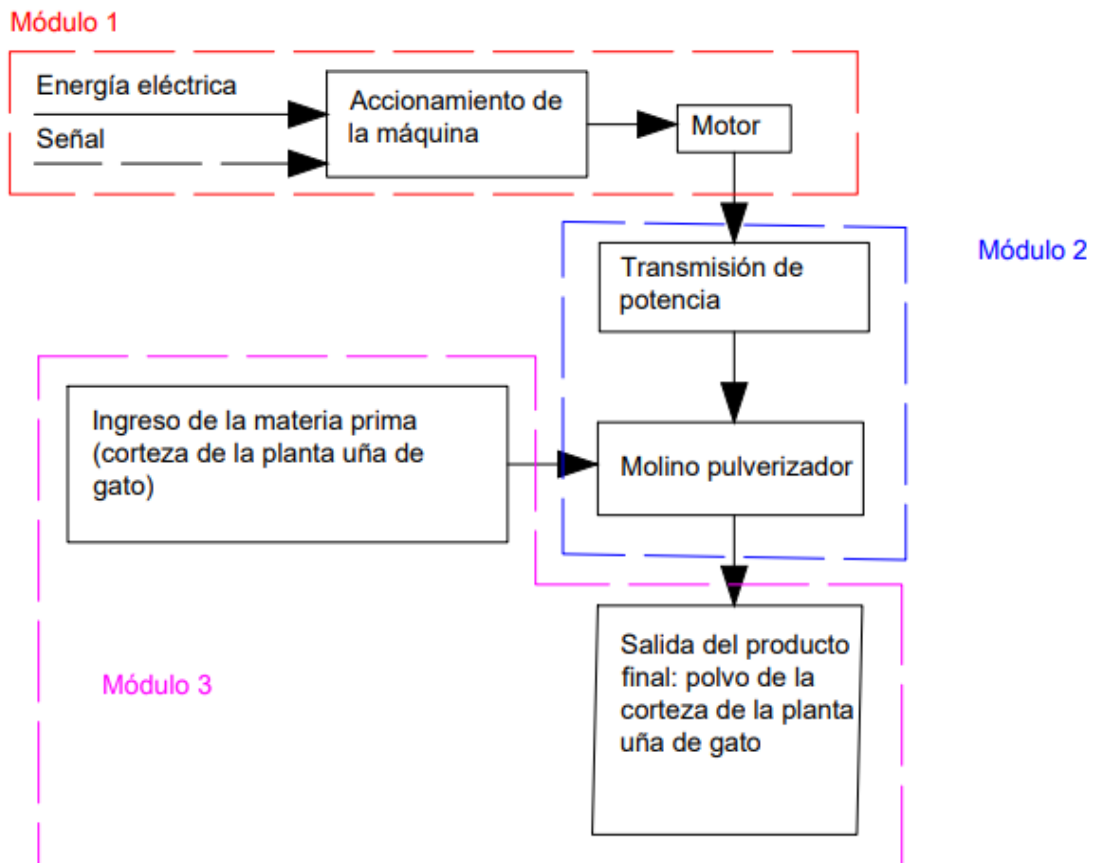 Módulo 1
Energía eléctrica
Señal
Accionamiento de
la máquina
Motor
Módulo 2
Transmisión de
potencia
Ingreso de la materia prima
(corteza de la planta uña de
gato)
Molino pulverizador
Módulo 3
Salida del producto
final: polvo de la
corteza de la planta
uña de gato